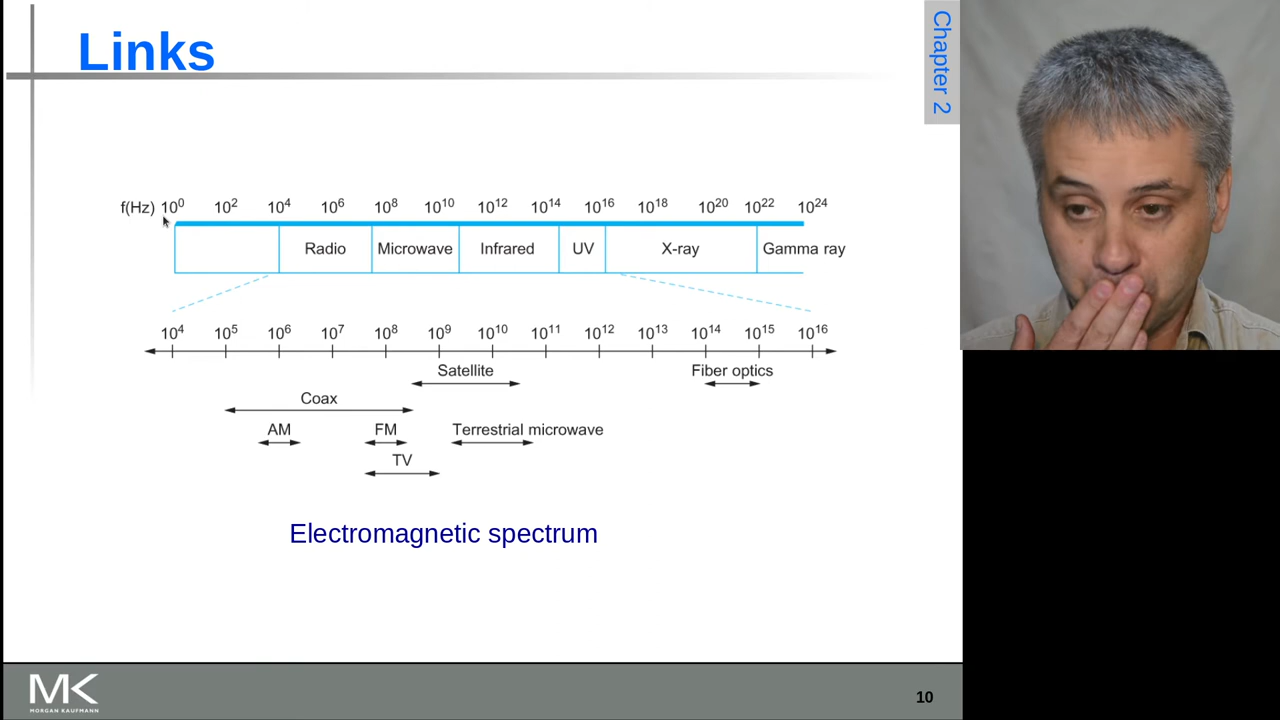 Links
Chapter 2
f(Hz) 10⁰ 10² 10⁴ 10⁶ 10⁸ 10¹⁰ 10¹² 10¹⁴ 10¹⁶ 10¹⁸ 10²⁰ 10²² 10²⁴
Radio Microwave Infrared UV X-ray Gamma ray
10⁴ 10⁵ 10⁶ 10⁷ 10⁸ 10⁹ 10¹⁰ 10¹¹ 10¹² 10¹³ 10¹⁴ 10¹⁵ 10¹⁶
Satellite Fiber optics
Coax
AM FM Terrestrial microwave
TV
Electromagnetic spectrum
MK
MORGAN KAUFMANN
10